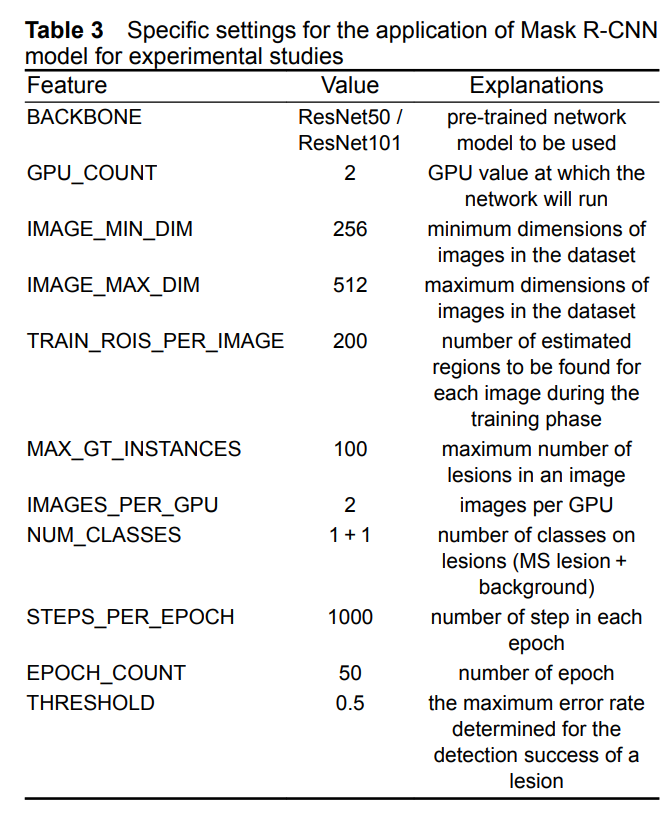 Table 3 Specific settings for the application of Mask R-CNN
model for experimental studies
Feature Value Explanations
BACKBONE ResNet50 / pre-trained network
ResNet101 model to be used
GPU_COUNT 2 GPU value at which the
network will run
IMAGE_MIN_DIM 256 minimum dimensions of
images in the dataset
IMAGE_MAX_DIM 512 maximum dimensions of
images in the dataset
TRAIN_ROIS_PER_IMAGE 200 number of estimated
regions to be found for
each image during the
training phase
MAX_GT_INSTANCES 100 maximum number of
lesions in an image
IMAGES_PER_GPU 2 images per GPU
NUM_CLASSES 1 + 1 number of classes on
lesions (MS lesion +
background)
STEPS_PER_EPOCH 1000 number of step in each
epoch
EPOCH_COUNT 50 number of epoch
THRESHOLD 0.5 the maximum error rate
determined for the
detection success of a
lesion